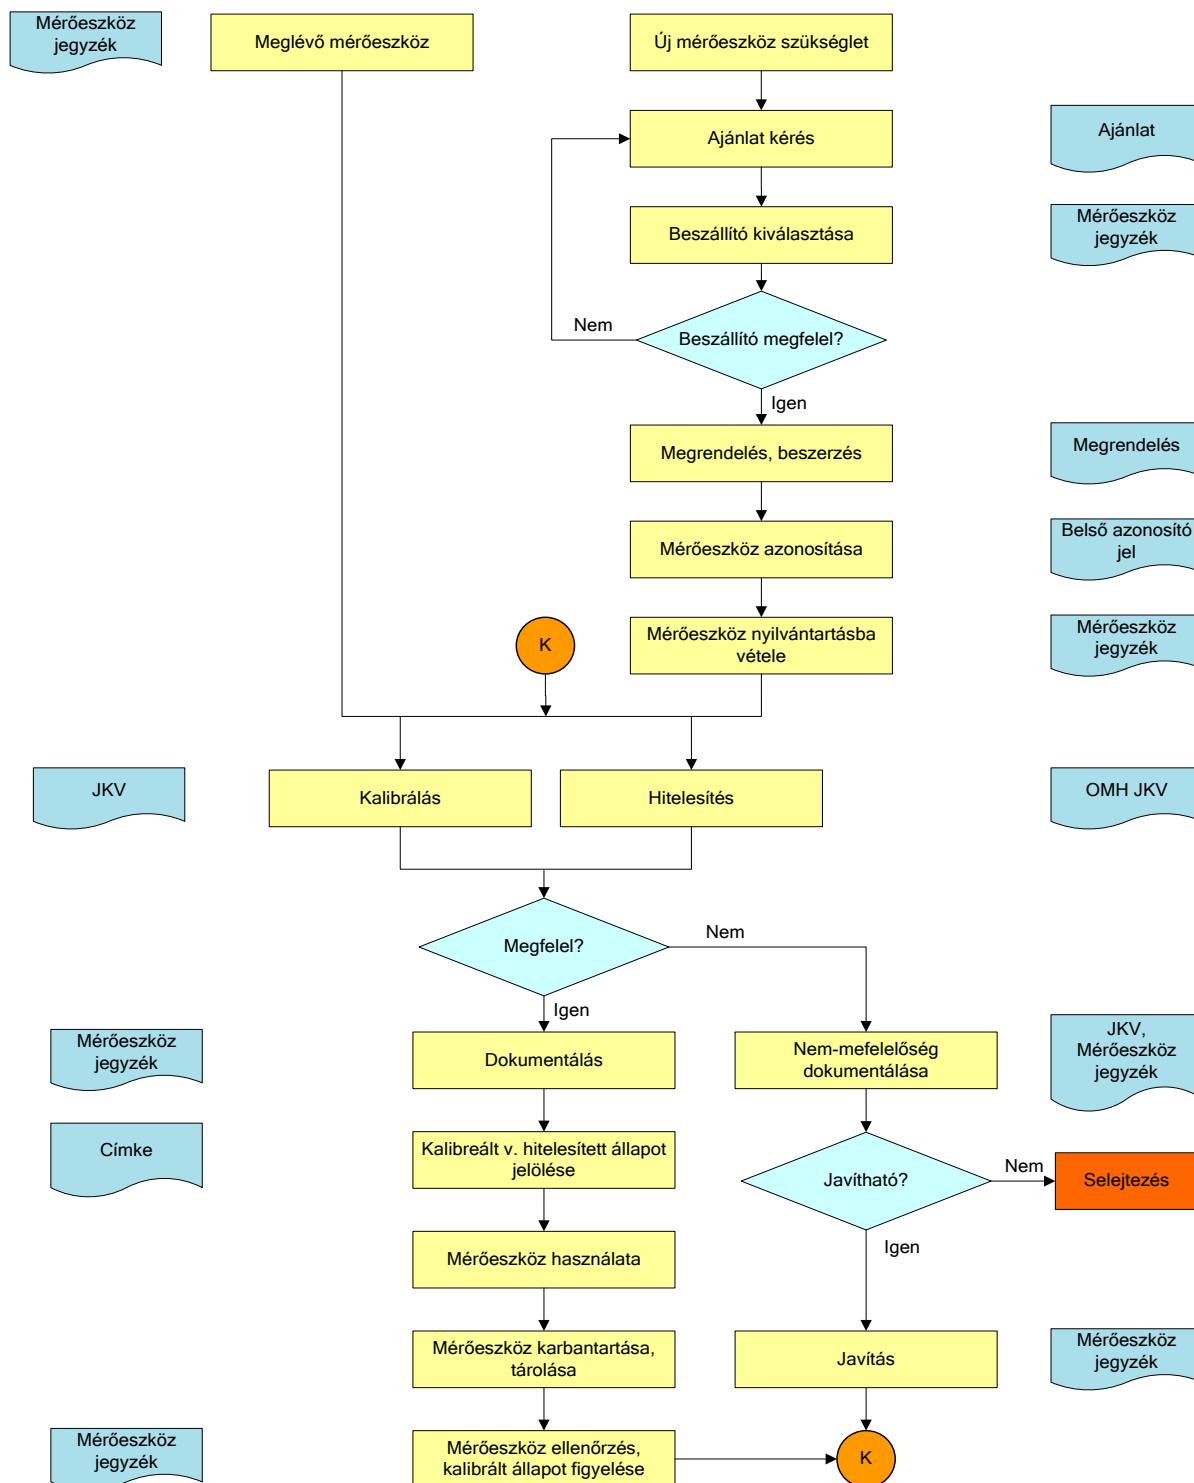 Mérőeszköz
jegyzék
Meglévő mérőeszköz
Új mérőeszköz szükséglet
Ajánlat kérés
Ajánlat
Beszállító kiválasztása
Mérőeszköz
jegyzék
Nem
Beszállító megfelel?
Igen
Megrendelés, beszerzés
Megrendelés
Mérőeszköz azonosítása
Belső azonosító
jel
K
Mérőeszköz nyilvántartásba
vétele
Mérőeszköz
jegyzék
JKV
Kalibrálás
Hitelesítés
OMH JKV
Megfelel?
Nem
Igen
Mérőeszköz
jegyzék
Dokumentálás
Nem-mefelelőség
dokumentálása
JKV,
Mérőeszköz
jegyzék
Címke
Kalibreált v. hitelesített állapot
jelölése
Javítható?
Nem
Selejtezés
Igen
Mérőeszköz használata
Mérőeszköz karbantartása,
tárolása
Javítás
Mérőeszköz
jegyzék
Mérőeszköz
jegyzék
Mérőeszköz ellenőrzés,
kalibrált állapot figyelése
K